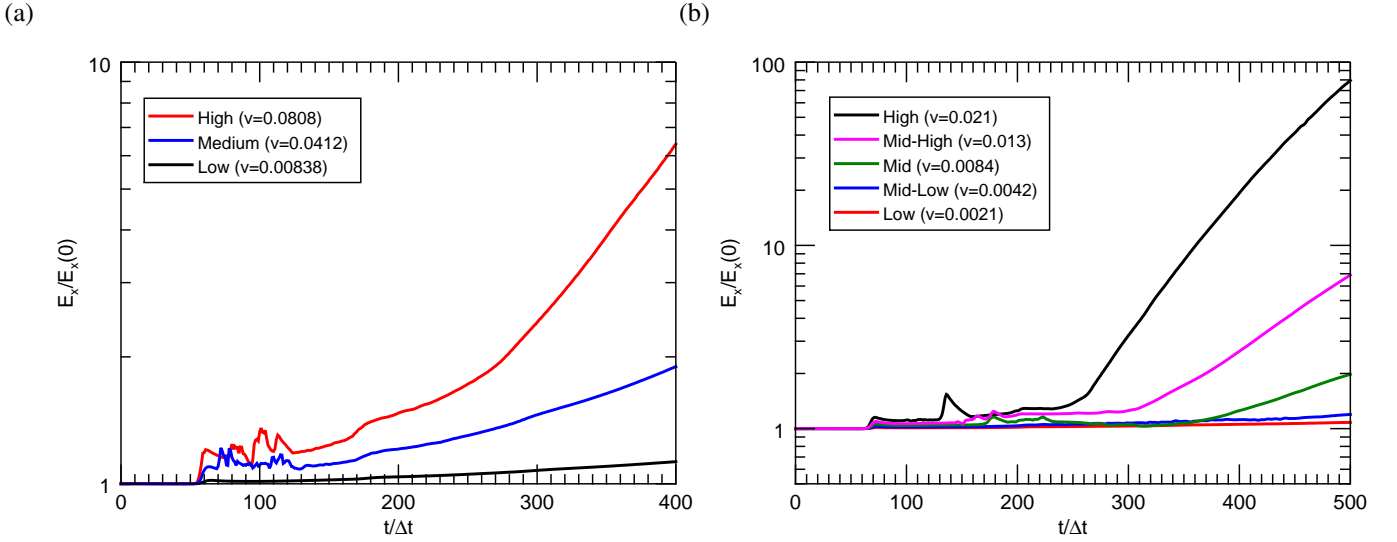 (a)
(b)
10
1
2
E_x/E_x(0)
0
100
200
300
400
t/Δt
High (v=0.0808)
Medium (v=0.0412)
Low (v=0.00838)
100
10
1
E_x/E_x(0)
0
100
200
300
400
500
t/Δt
High (v=0.021)
Mid-High (v=0.013)
Mid (v=0.0084)
Mid-Low (v=0.0042)
Low (v=0.0021)